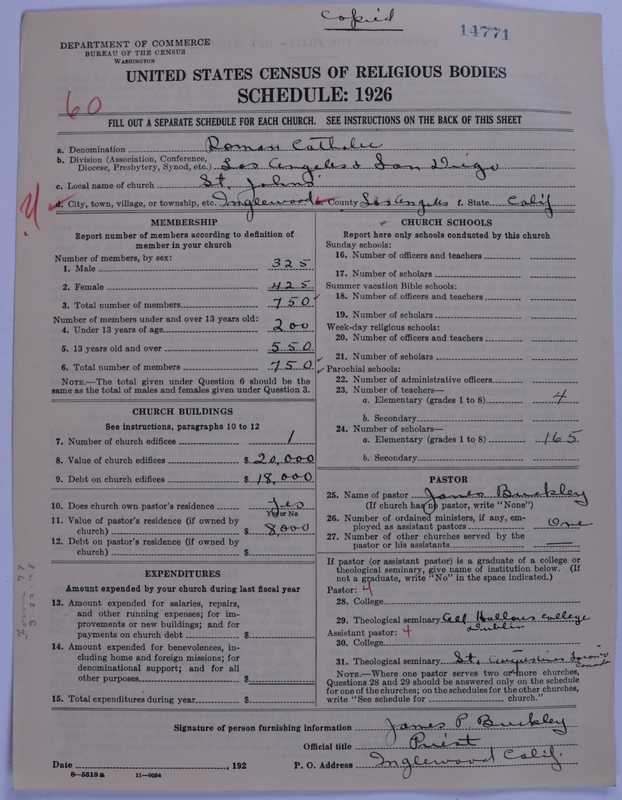 Copied
14771
DEPARTMENT OF COMMERCE
BUREAU OF THE CENSUS
WASHINGTON
UNITED STATES CENSUS OF RELIGIOUS BODIES
SCHEDULE: 1926
60
FILL OUT A SEPARATE SCHEDULE FOR EACH CHURCH. SEE INSTRUCTIONS ON THE BACK OF THIS SHEET
a. Denomination Roman Catholic
b. Division (Association, Conference, Diocese, Presbytery, Synod, etc.) Los Angeles & San Diego
c. Local name of church St. Johns
d. City, town, village, or township, etc. Inglewood e. County Los Angeles f. State Calif
MEMBERSHIP
Report number of members according to definition of
member in your church
Number of members, by sex:
1. Male 325
2. Female 425
3. Total number of members 750
Number of members under and over 13 years old:
4. Under 13 years of age 200
5. 13 years old and over 550
6. Total number of members 750
NOTE.—The total given under Question 6 should be the
same as the total of males and females given under Question 3.
CHURCH BUILDINGS
See instructions, paragraphs 10 to 12
7. Number of church edifices 1
8. Value of church edifices $ 20,000
9. Debt on church edifices $ 18,000
10. Does church own pastor's residence yes
Yes or No
11. Value of pastor's residence (if owned by
church) $ 8,000
12. Debt on pastor's residence (if owned by
church) $
EXPENDITURES
Amount expended by your church during last fiscal year
13. Amount expended for salaries, repairs,
and other running expenses; for im-
provements or new buildings; and for
payments on church debt $
14. Amount expended for benevolences, in-
cluding home and foreign missions; for
denominational support; and for all
other purposes $
15. Total expenditures during year $
CHURCH SCHOOLS
Report here only schools conducted by this church
Sunday schools:
16. Number of officers and teachers
17. Number of scholars
Summer vacation Bible schools:
18. Number of officers and teachers
19. Number of scholars
Week-day religious schools:
20. Number of officers and teachers
21. Number of scholars
Parochial schools:
22. Number of administrative officers
23. Number of teachers—
a. Elementary (grades 1 to 8) 4
b. Secondary
24. Number of scholars—
a. Elementary (grades 1 to 8) 165
b. Secondary
PASTOR
25. Name of pastor James Buckley
(If church has no pastor, write "None")
26. Number of ordained ministers, if any, em-
ployed as assistant pastors One
27. Number of other churches served by the
pastor or his assistants —
If pastor (or assistant pastor) is a graduate of a college or
theological seminary, give name of institution below. (If
not a graduate, write "No" in the space indicated.)
Pastor: 4
28. College
29. Theological seminary All Hallows College
Dublin
Assistant pastor: 4
30. College
31. Theological seminary St. Augustines Toronto
Canada
NOTE.—Where one pastor serves two or more churches,
Questions 28 and 29 should be answered only on the schedule
for one of the churches; on the schedules for the other churches,
write "See schedule for church."
Signature of person furnishing information James P Buckley
Official title Priest
Date , 192 P. O. Address Inglewood Calif.
8—5518a 11—9034